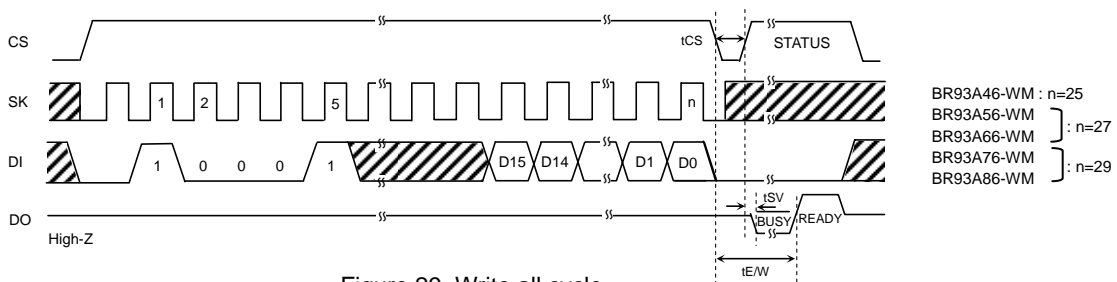 CS
tCS
STATUS
SK
1 2 5 n
BR93A46-WM : n=25
BR93A56-WM
BR93A66-WM
: n=27
BR93A76-WM
BR93A86-WM
: n=29
DI
1 0 0 0 1 D15 D14 D1 D0
tSV
DO
BUSY
READY
High-Z
tE/W